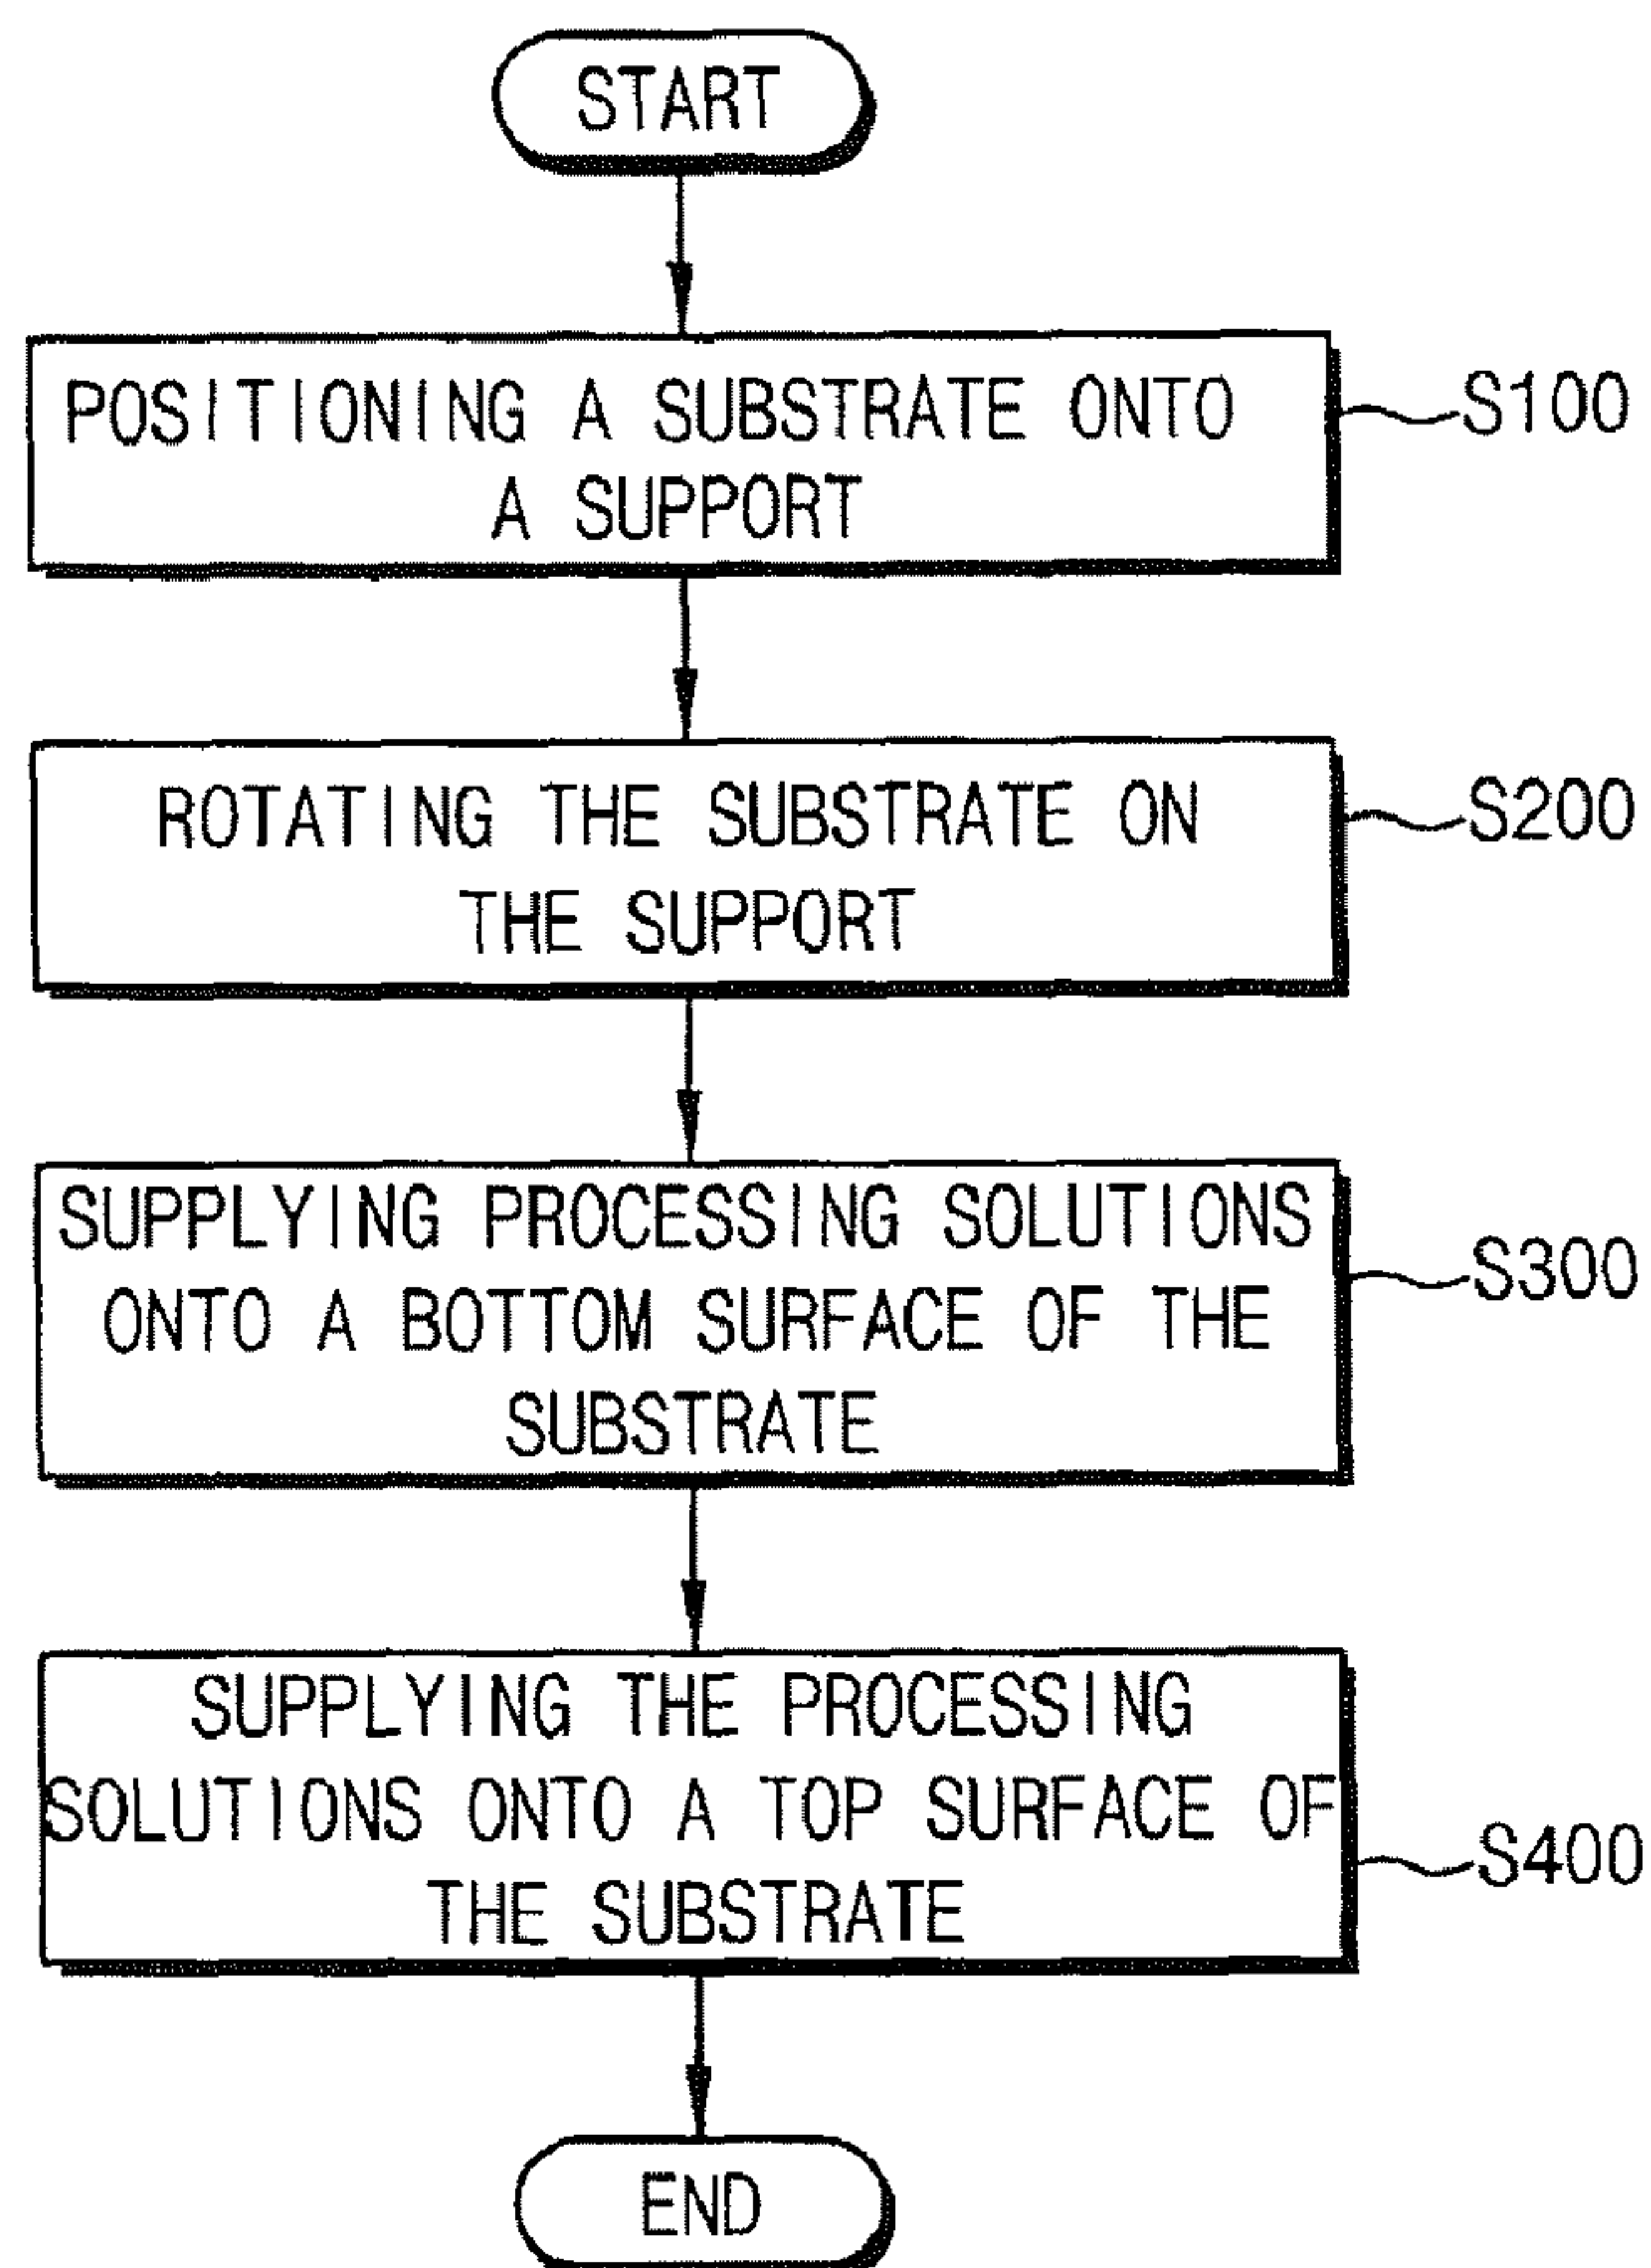 START
POSITIONING A SUBSTRATE ONTO
A SUPPORT
S100
ROTATING THE SUBSTRATE ON
THE SUPPORT
S200
SUPPLYING PROCESSING SOLUTIONS
ONTO A BOTTOM SURFACE OF THE
SUBSTRATE
S300
SUPPLYING THE PROCESSING
SOLUTIONS ONTO A TOP SURFACE OF
THE SUBSTRATE
S400
END